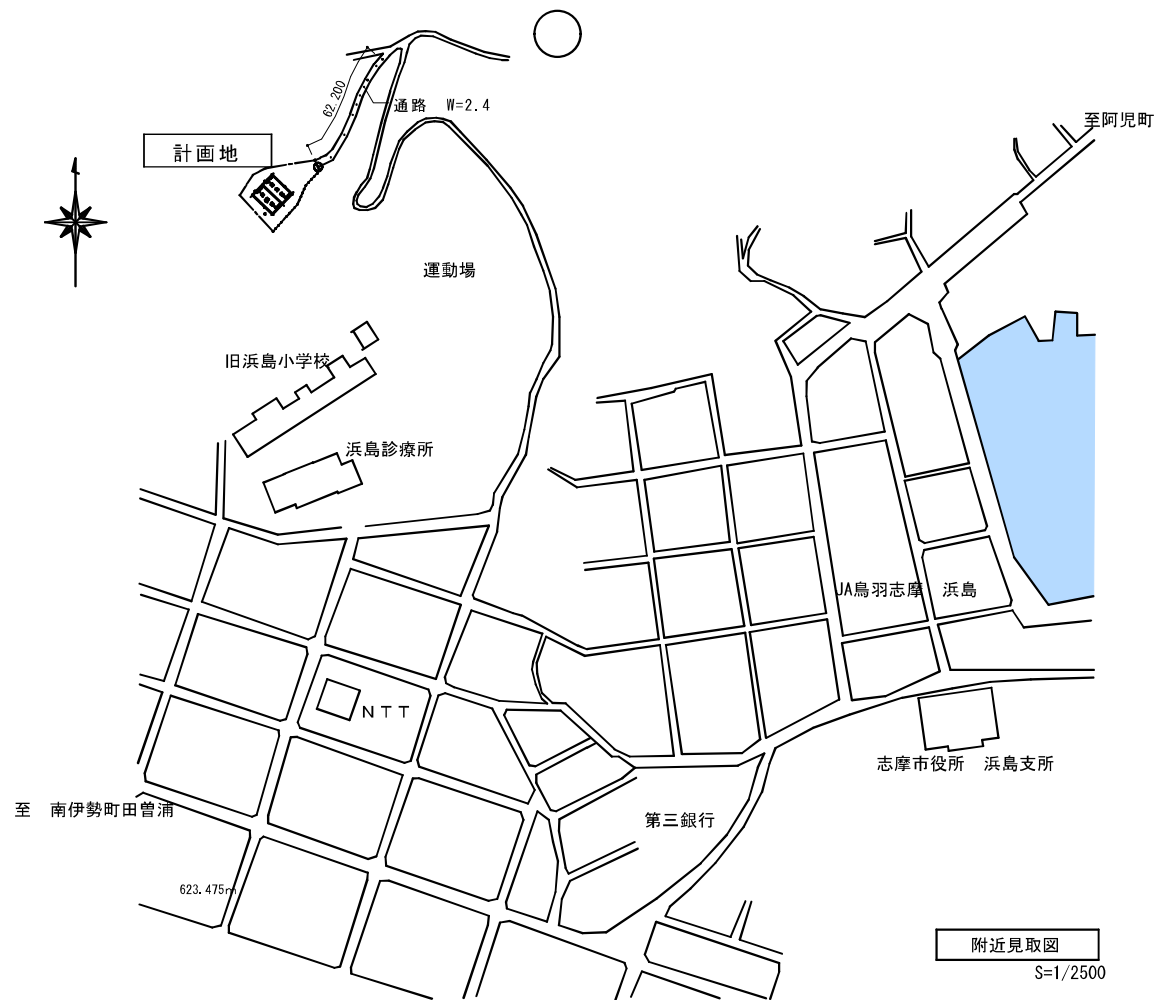 62.200
通路 W=2.4
至阿児町
計画地
運動場
旧浜島小学校
浜島診療所
JA鳥羽志摩 浜島
NTT
志摩市役所 浜島支所
至 南伊勢町田曽浦
第三銀行
623.475m
附近見取図
S=1/2500